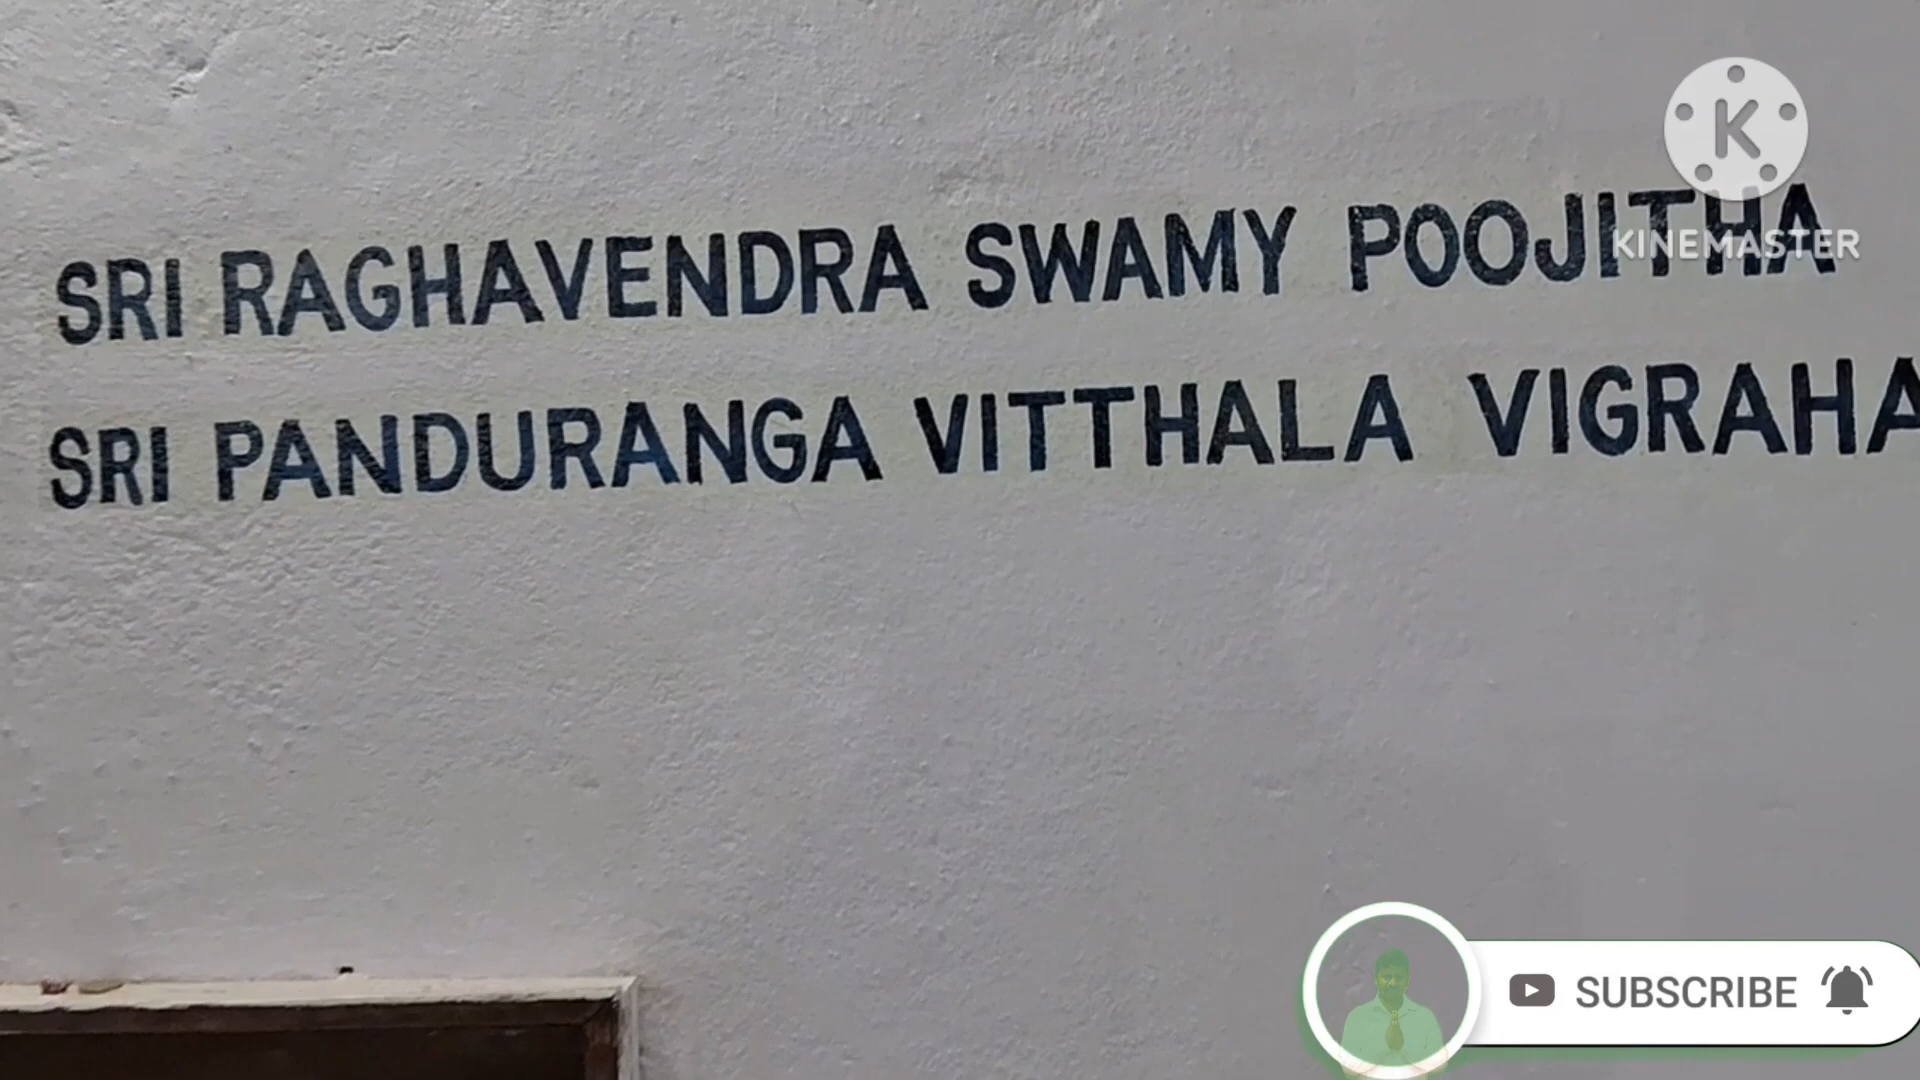 K
KINEMASTER
SRI RAGHAVENDRA SWAMY POOJITHA
SRI PANDURANGA VITTHALA VIGRAHA
SUBSCRIBE